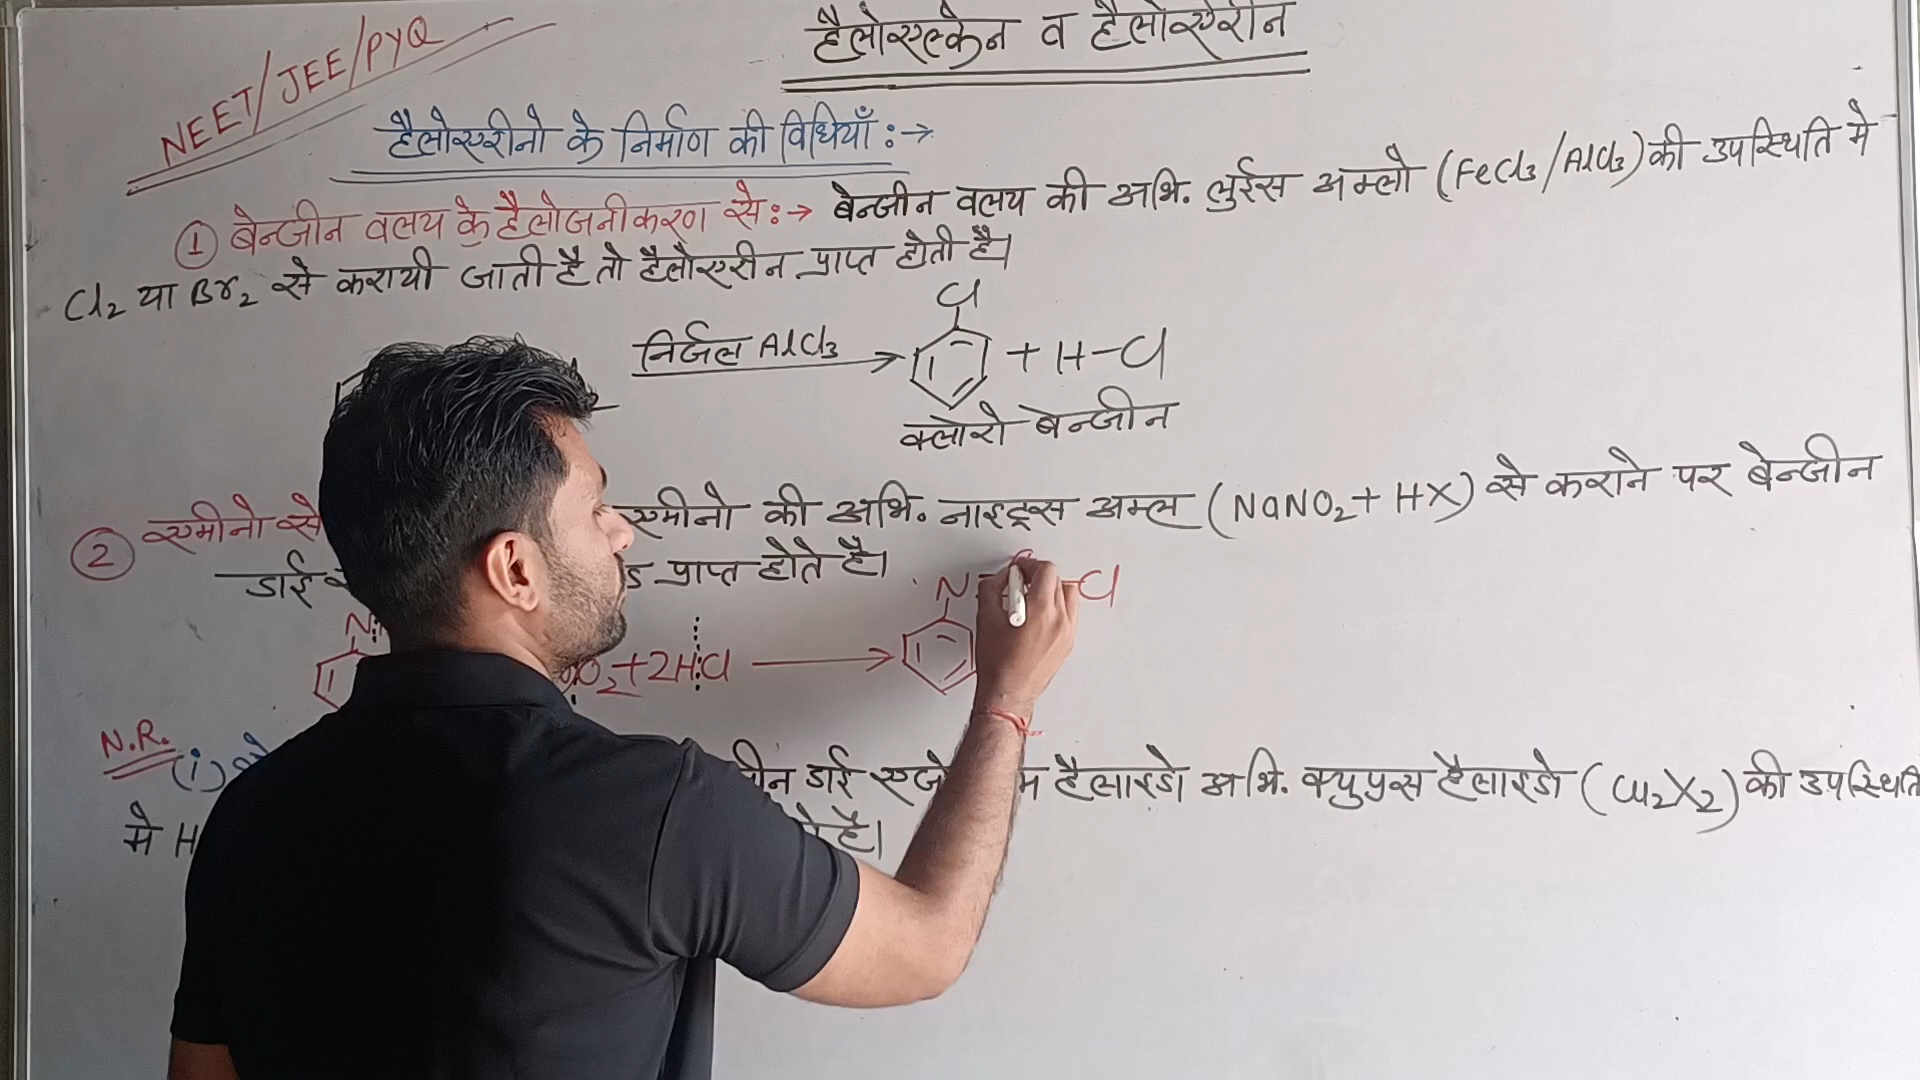 हैलोएल्केन व हैलोएरीन
NEET/JEE/PYQ
हैलोएरीनो के निर्माण की विधियाँ :→
① बेन्जीन वलय के हैलोजनीकरण से :→ बेन्जीन वलय की अभि. लुईस अम्लो (FeCl₃/AlCl₃) की उपस्थिति मे
Cl₂ या Br₂ से करायी जाती है तो हैलोएरीन प्राप्त होती है।
Cl
निर्जल AlCl₃ → + H-Cl
क्लोरो बेन्जीन
② एमीनो से एमीनो की अभि. नाइट्रस अम्ल (NaNO₂ + HX) से कराने पर बेन्जीन
डाई प्राप्त होते है।
N N Cl
O₂ + 2HCl →
N.R.
(i) डाई हैलाइडो अभि. क्युप्रस हैलाइडो (Cu₂X₂) की उपस्थिति
मे H है।